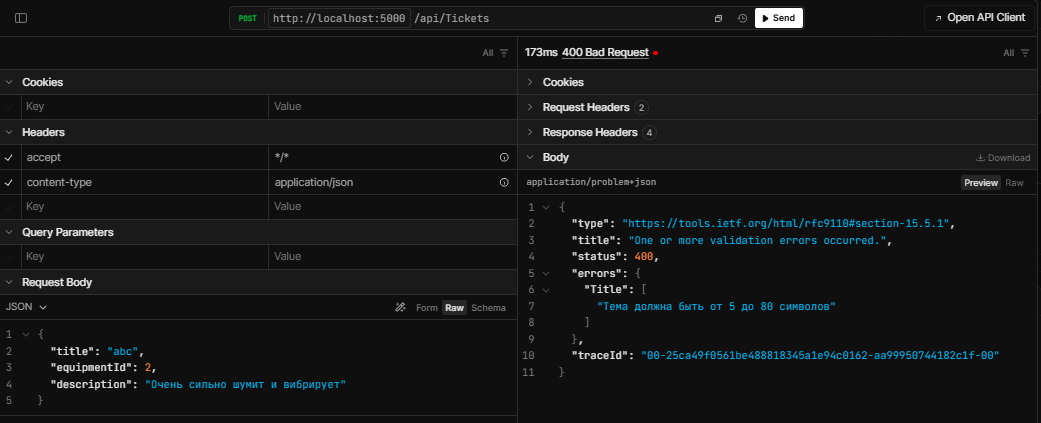 POST http://localhost:5000 /api/Tickets Send Open API Client
All
Cookies
Key Value
Headers
accept */*
content-type application/json
Key Value
Query Parameters
Key Value
Request Body
JSON Form Raw Schema
1 {
2 "title": "abc",
3 "equipmentId": 2,
4 "description": "Очень сильно шумит и вибрирует"
5 }
173ms 400 Bad Request All
Cookies
Request Headers 2
Response Headers 4
Body Download
application/problem+json Preview Raw
1 {
2 "type": "https://tools.ietf.org/html/rfc9110#section-15.5.1",
3 "title": "One or more validation errors occurred.",
4 "status": 400,
5 "errors": {
6 "Title": [
7 "Тема должна быть от 5 до 80 символов"
8 ]
9 },
10 "traceId": "00-25ca49f0561be488818345a1e94c0162-aa99950744182c1f-00"
11 }